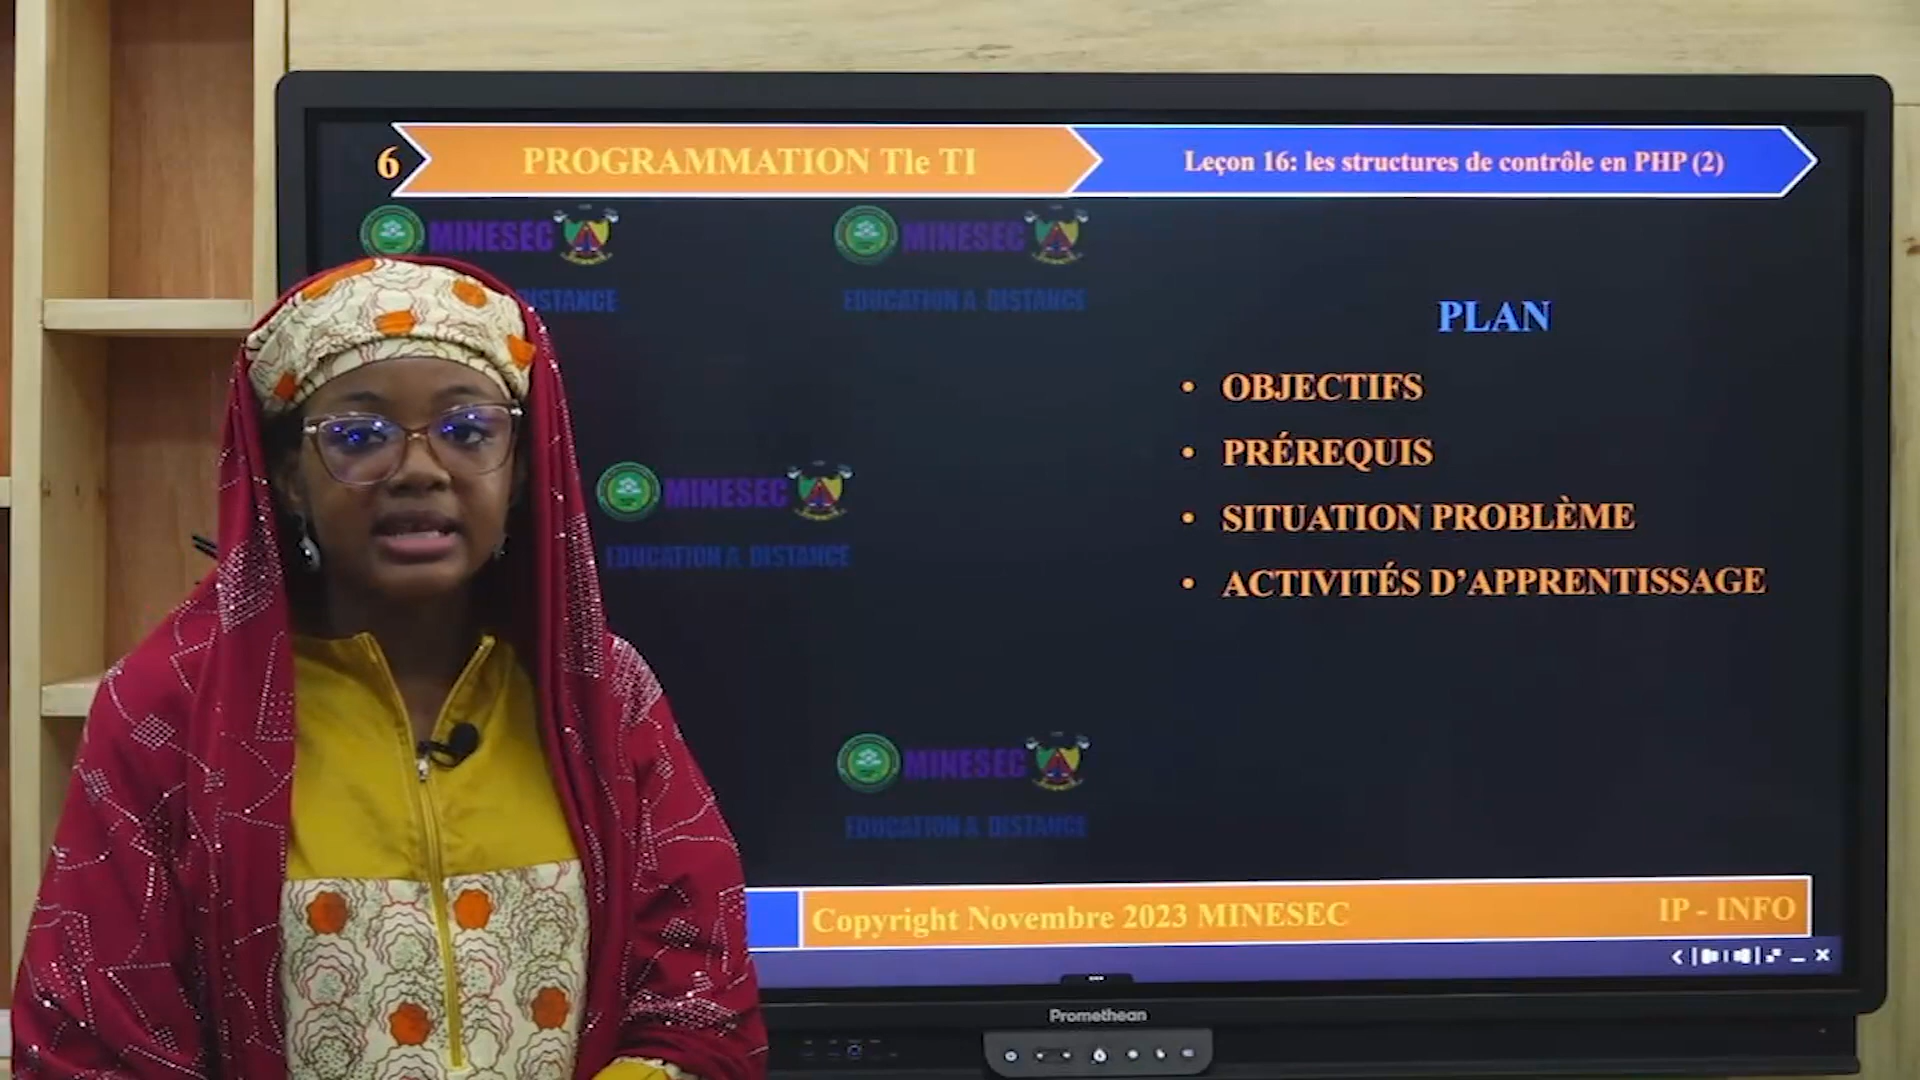 6
PROGRAMMATION Tle TI
Leçon 16: les structures de contrôle en PHP (2)
MINESEC
MINESEC
DISTANCE
EDUCATION A DISTANCE
PLAN
• OBJECTIFS
• PRÉREQUIS
• SITUATION PROBLÈME
• ACTIVITÉS D’APPRENTISSAGE
MINESEC
EDUCATION A DISTANCE
MINESEC
EDUCATION A DISTANCE
Copyright Novembre 2023 MINESEC
IP - INFO
Promethean